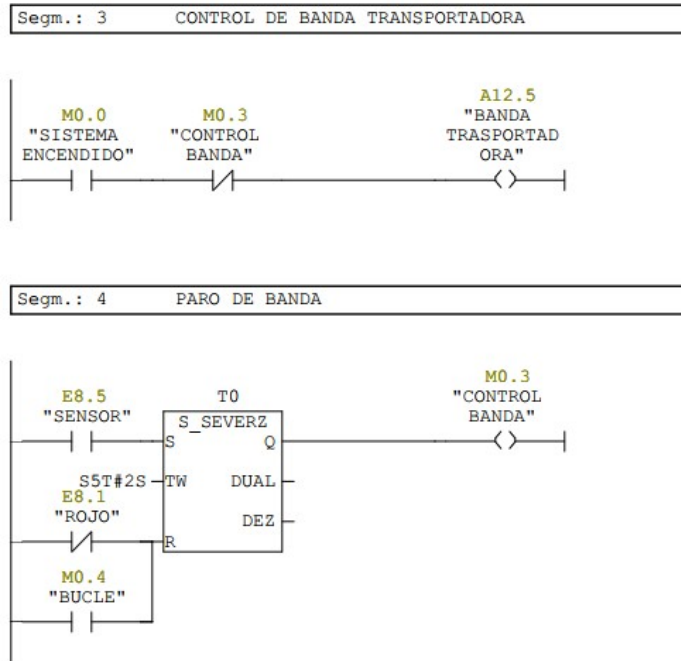 Segm.: 3 CONTROL DE BANDA TRANSPORTADORA
A12.5
M0.0 M0.3 "BANDA
"SISTEMA "CONTROL TRASPORTAD
ENCENDIDO" BANDA" ORA"
Segm.: 4 PARO DE BANDA
M0.3
E8.5 T0 "CONTROL
"SENSOR" S_SEVERZ BANDA"
S Q
S5T#2S TW DUAL
E8.1
"ROJO" DEZ
R
M0.4
"BUCLE"